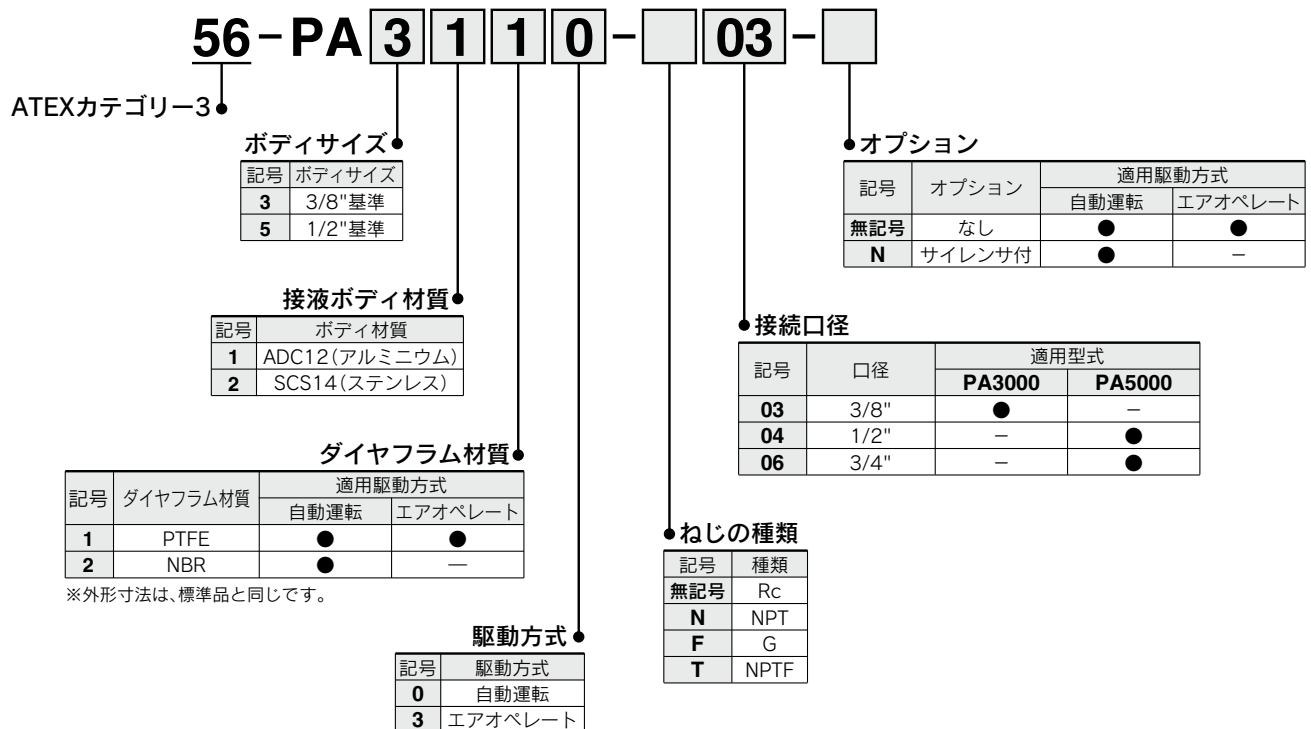 56-PA3110-□03-□
ATEXカテゴリー3
ボディサイズ
記号 ボディサイズ
3 3/8"基準
5 1/2"基準
接液ボディ材質
記号 ボディ材質
1 ADC12(アルミニウム)
2 SCS14(ステンレス)
ダイヤフラム材質
記号 ダイヤフラム材質 適用駆動方式
自動運転 エアオペレート
1 PTFE ● ●
2 NBR ● —
※外形寸法は、標準品と同じです。
駆動方式
記号 駆動方式
0 自動運転
3 エアオペレート
ねじの種類
記号 種類
無記号 Rc
N NPT
F G
T NPTF
接続口径
記号 口径 適用型式
PA3000 PA5000
03 3/8" ● −
04 1/2" − ●
06 3/4" − ●
オプション
記号 オプション 適用駆動方式
自動運転 エアオペレート
無記号 なし ● ●
N サイレンサ付 ● −